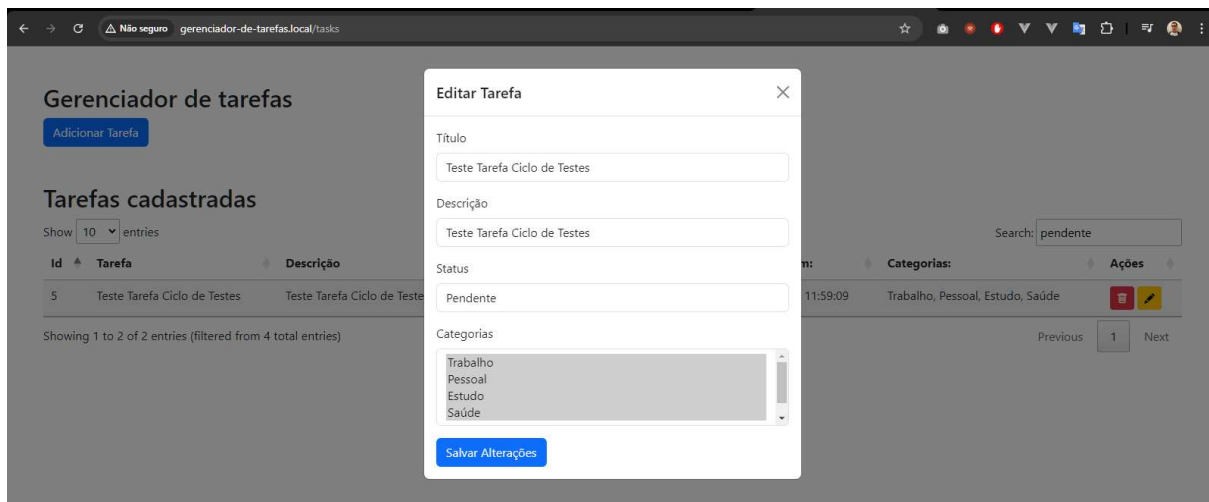 Não seguro gerenciador-de-tarefas.local/tasks
Gerenciador de tarefas
Adicionar Tarefa
Tarefas cadastradas
Show 10 entries
Search: pendente
Id Tarefa Descrição m: Categorias: Ações
5 Teste Tarefa Ciclo de Testes Teste Tarefa Ciclo de Teste 11:59:09 Trabalho, Pessoal, Estudo, Saúde
Showing 1 to 2 of 2 entries (filtered from 4 total entries)
Previous 1 Next
Editar Tarefa
Título
Teste Tarefa Ciclo de Testes
Descrição
Teste Tarefa Ciclo de Testes
Status
Pendente
Categorias
Trabalho
Pessoal
Estudo
Saúde
Salvar Alterações